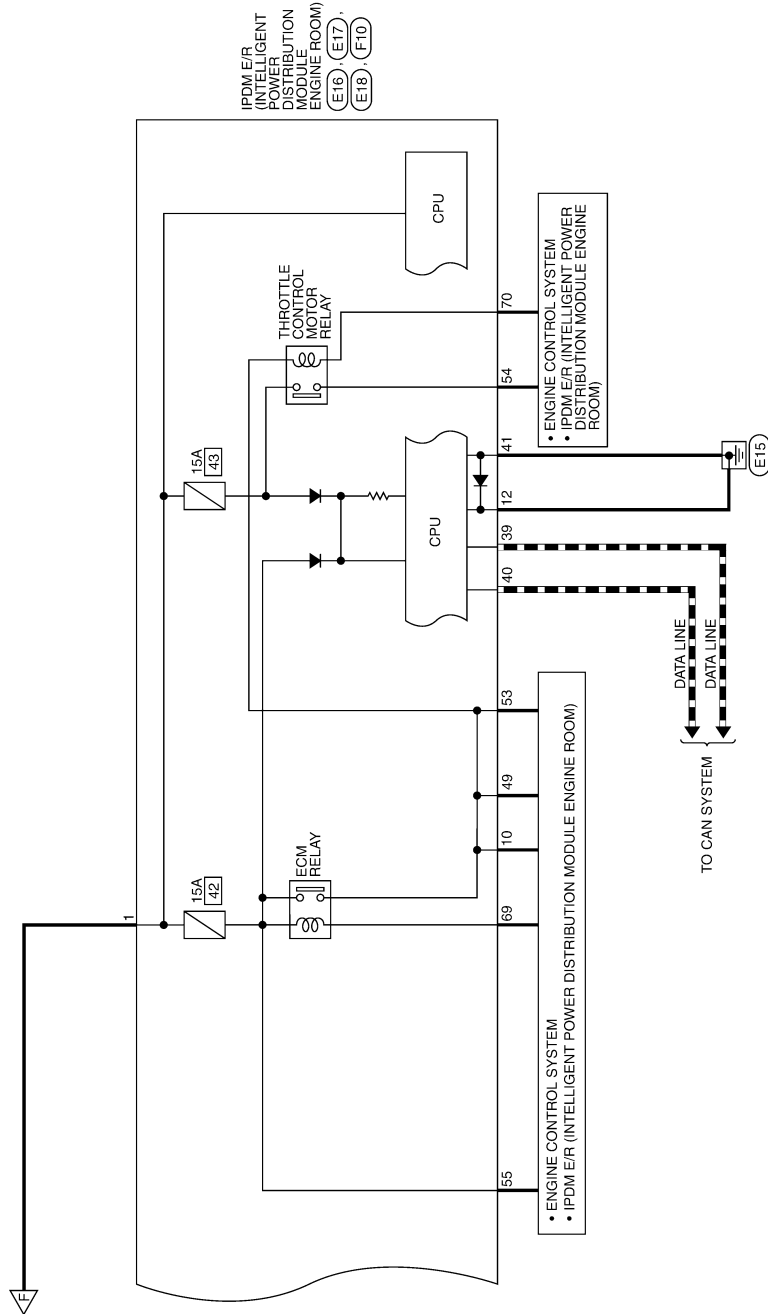 F
1
IPDM E/R
(INTELLIGENT
POWER
DISTRIBUTION
MODULE
ENGINE ROOM)
E16 , E17 ,
E18 , F10
15A
42
15A
43
ECM
RELAY
THROTTLE
CONTROL
MOTOR
RELAY
CPU
CPU
55
69
10
49
53
40
39
12
41
54
70
• ENGINE CONTROL SYSTEM
• IPDM E/R (INTELLIGENT POWER DISTRIBUTION MODULE ENGINE ROOM)
• ENGINE CONTROL SYSTEM
• IPDM E/R (INTELLIGENT POWER
DISTRIBUTION MODULE ENGINE
ROOM)
DATA LINE
DATA LINE
TO CAN SYSTEM
E15